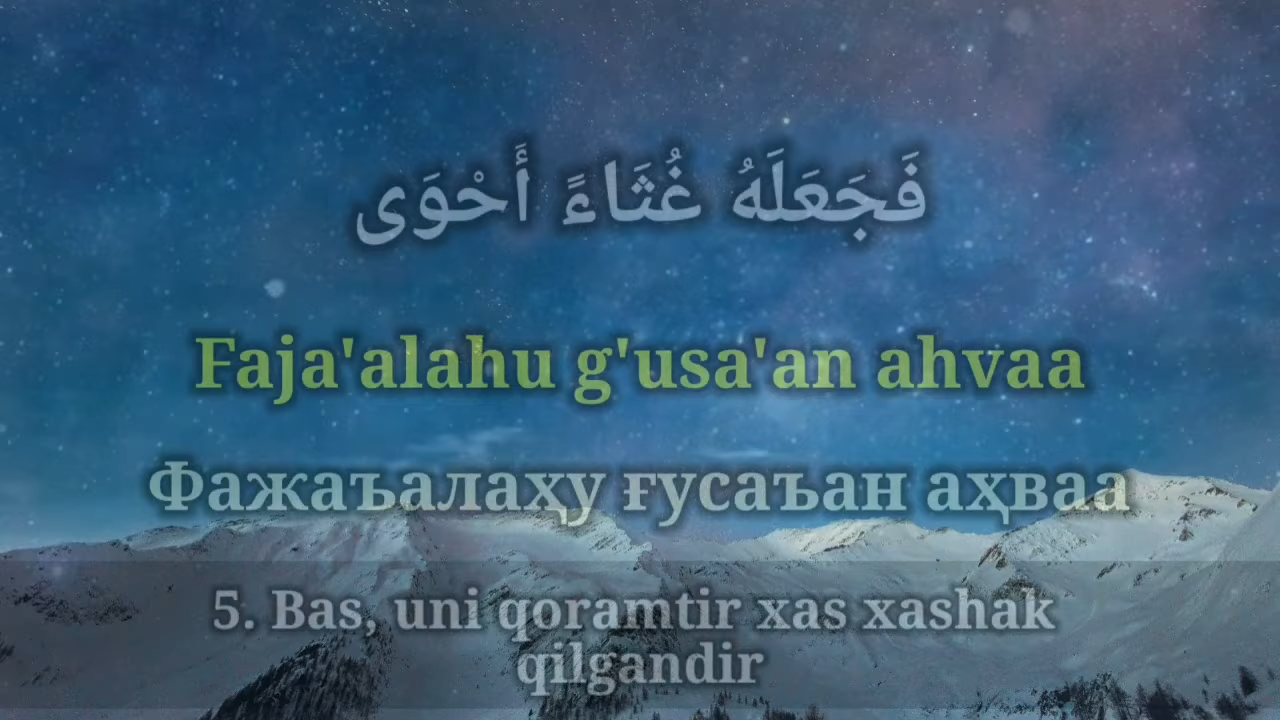 فَجَعَلَهُ غُثَاءً أَحْوَى
Faja'alahu g'usa'an ahvaa
Фажаъалаҳу ғусаъан аҳваа
5. Bas, uni qoramtir xas xashak
qilgandir